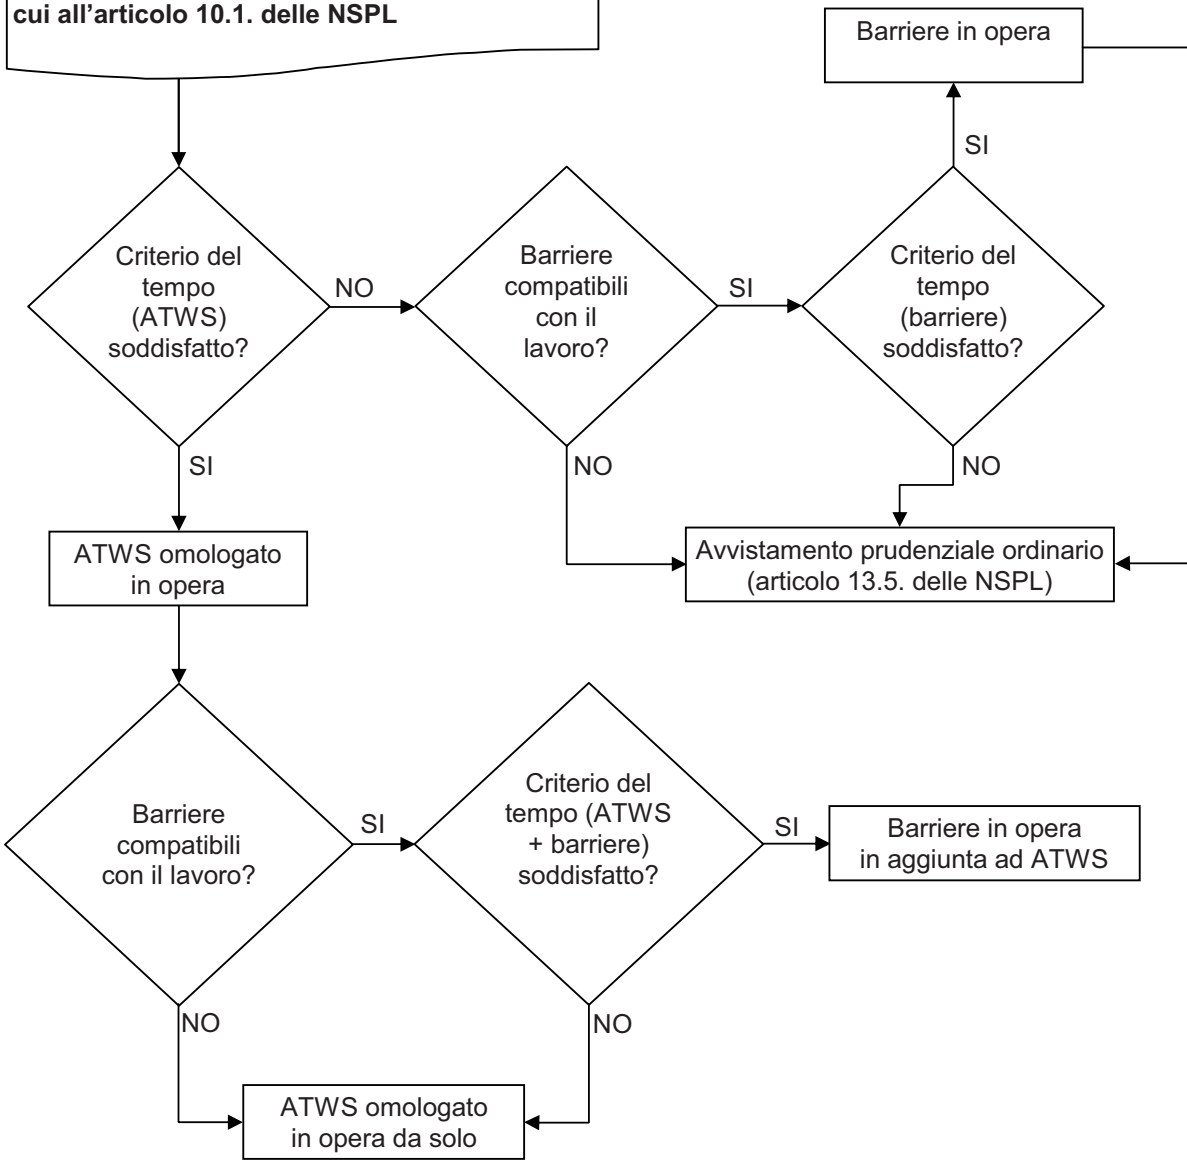 cui all'articolo 10.1. delle NSPL
Barriere in opera
SI
Criterio del
tempo
(ATWS)
soddisfatto?
NO
Barriere
compatibili
con il
lavoro?
SI
Criterio del
tempo
(barriere)
soddisfatto?
SI
NO
NO
ATWS omologato
in opera
Avvistamento prudenziale ordinario
(articolo 13.5. delle NSPL)
Barriere
compatibili
con il lavoro?
SI
Criterio del
tempo (ATWS
+ barriere)
soddisfatto?
SI
Barriere in opera
in aggiunta ad ATWS
NO
NO
ATWS omologato
in opera da solo